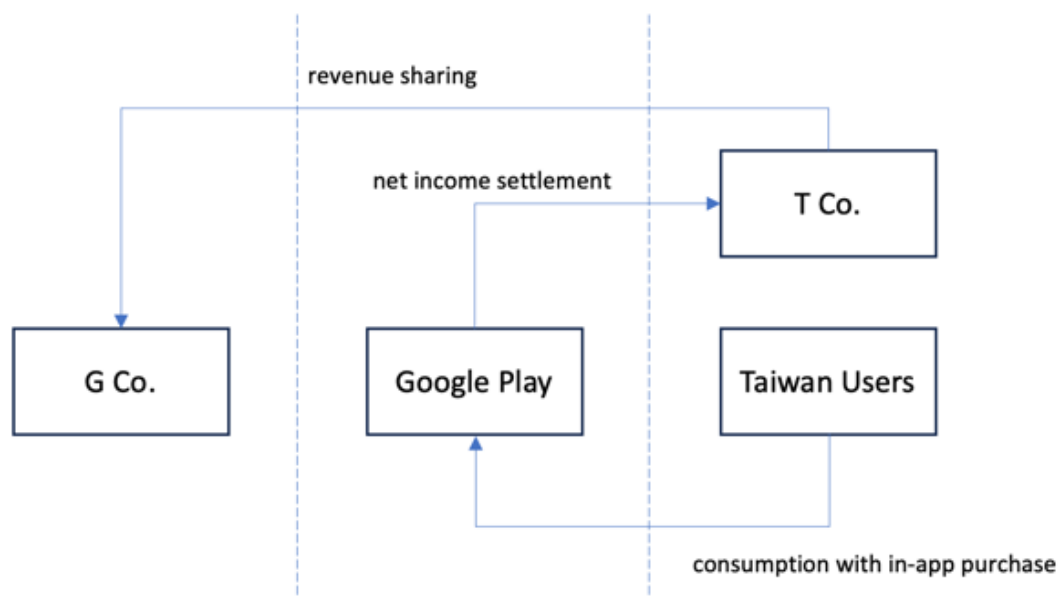 revenue sharing
net income settlement
T Co.
G Co.
Google Play
Taiwan Users
consumption with in-app purchase